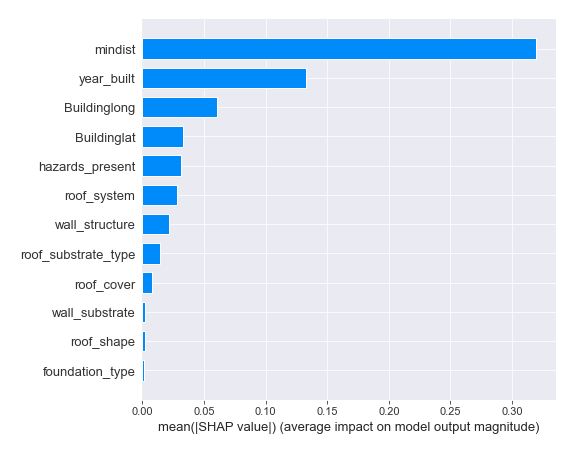 mindist
year_built
Buildinglong
Buildinglat
hazards_present
roof_system
wall_structure
roof_substrate_type
roof_cover
wall_substrate
roof_shape
foundation_type
0.00 0.05 0.10 0.15 0.20 0.25 0.30
mean(|SHAP value|) (average impact on model output magnitude)